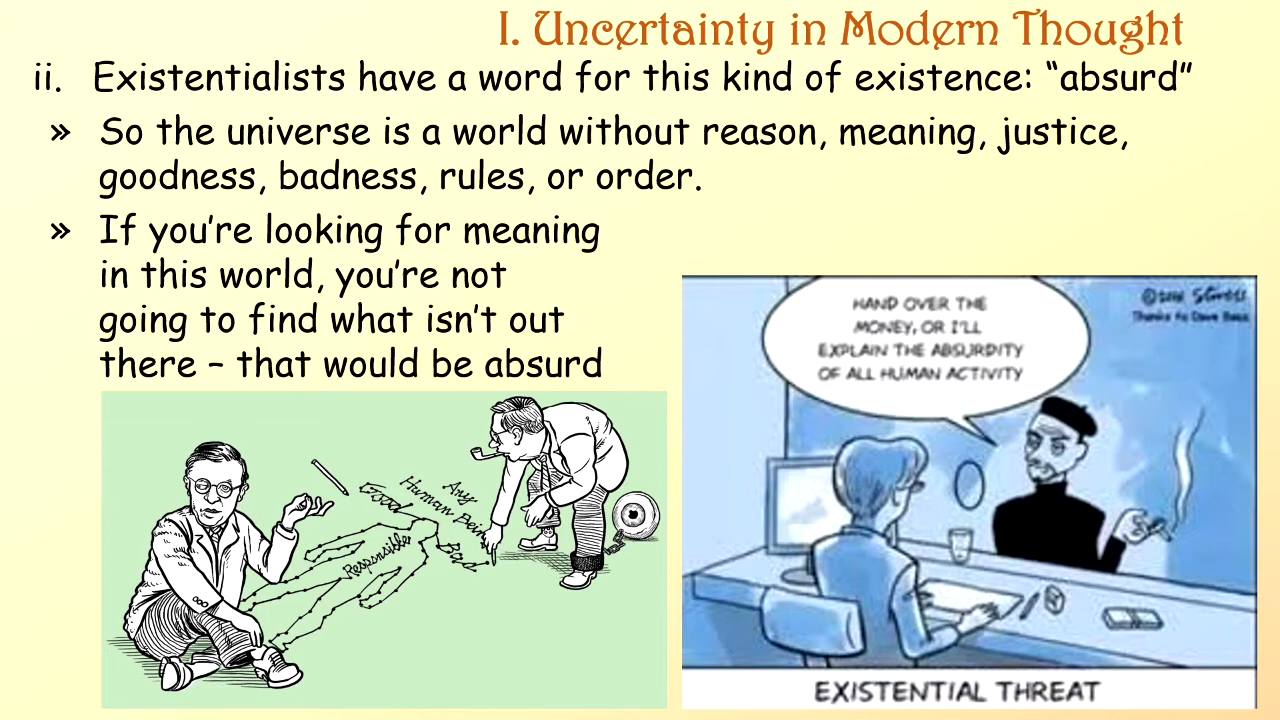 I. Uncertainty in Modern Thought
ii. Existentialists have a word for this kind of existence: “absurd”
» So the universe is a world without reason, meaning, justice,
goodness, badness, rules, or order.
» If you’re looking for meaning
in this world, you’re not
going to find what isn’t out
there – that would be absurd
HAND OVER THE
MONEY, OR I'LL
EXPLAIN THE ABSURDITY
OF ALL HUMAN ACTIVITY
Thanks to Dave
Good
Any
Human Bein
Responsible
Bad
EXISTENTIAL THREAT